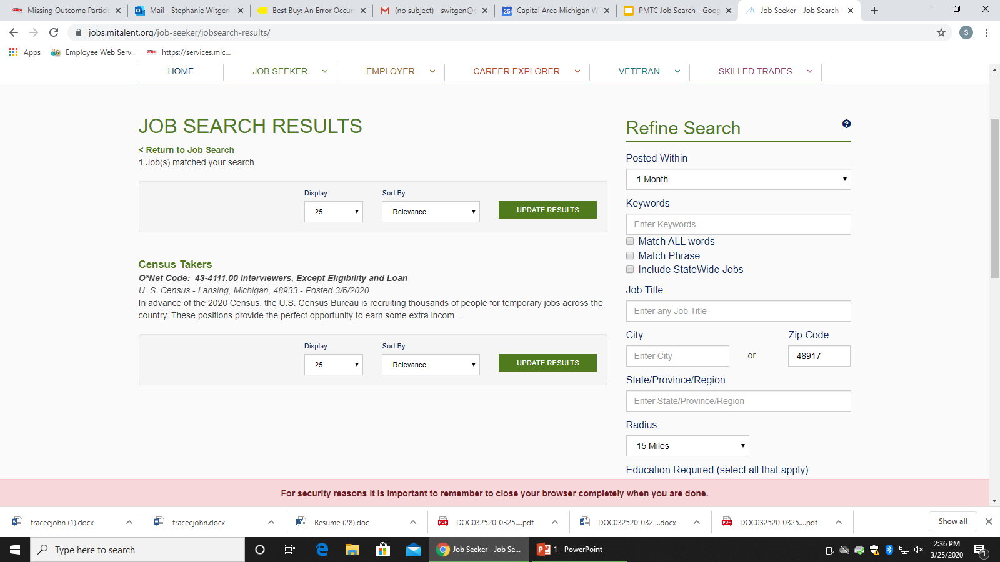 Missing Outcome Partici
Mail - Stephanie Witgen
Best Buy: An Error Occurr
(no subject) - switgen@c
Capital Area Michigan W
PMTC Job Search - Goog
Job Seeker - Job Search
jobs.mitalent.org/job-seeker/jobsearch-results/
S
Apps
Employee Web Serv...
https://services.mic...
HOME
JOB SEEKER
EMPLOYER
CAREER EXPLORER
VETERAN
SKILLED TRADES
JOB SEARCH RESULTS
< Return to Job Search
1 Job(s) matched your search.
Display
Sort By
25
Relevance
UPDATE RESULTS
Census Takers
O*Net Code: 43-4111.00 Interviewers, Except Eligibility and Loan
U. S. Census - Lansing, Michigan, 48933 - Posted 3/6/2020
In advance of the 2020 Census, the U.S. Census Bureau is recruiting thousands of people for temporary jobs across the
country. These positions provide the perfect opportunity to earn some extra incom...
Display
Sort By
25
Relevance
UPDATE RESULTS
Refine Search
?
Posted Within
1 Month
Keywords
Enter Keywords
Match ALL words
Match Phrase
Include StateWide Jobs
Job Title
Enter any Job Title
City
Zip Code
Enter City
or
48917
State/Province/Region
Enter State/Province/Region
Radius
15 Miles
Education Required (select all that apply)
For security reasons it is important to remember to close your browser completely when you are done.
traceejohn (1).docx
traceejohn.docx
Resume (28).doc
DOC032520-0325....pdf
DOC032520-032....docx
DOC032520-0325....pdf
Show all
Type here to search
Job Seeker - Job Se...
1 - PowerPoint
2:36 PM
3/25/2020
1